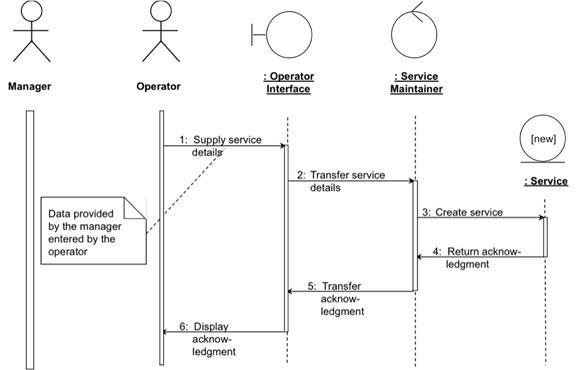 Manager
Operator
: Operator
Interface
: Service
Maintainer
[new]
: Service
1: Supply service
details
2: Transfer service
details
Data provided
by the manager
entered by the
operator
3: Create service
4: Return acknow-
ledgment
5: Transfer
acknow-
ledgment
6: Display
acknow-
ledgment